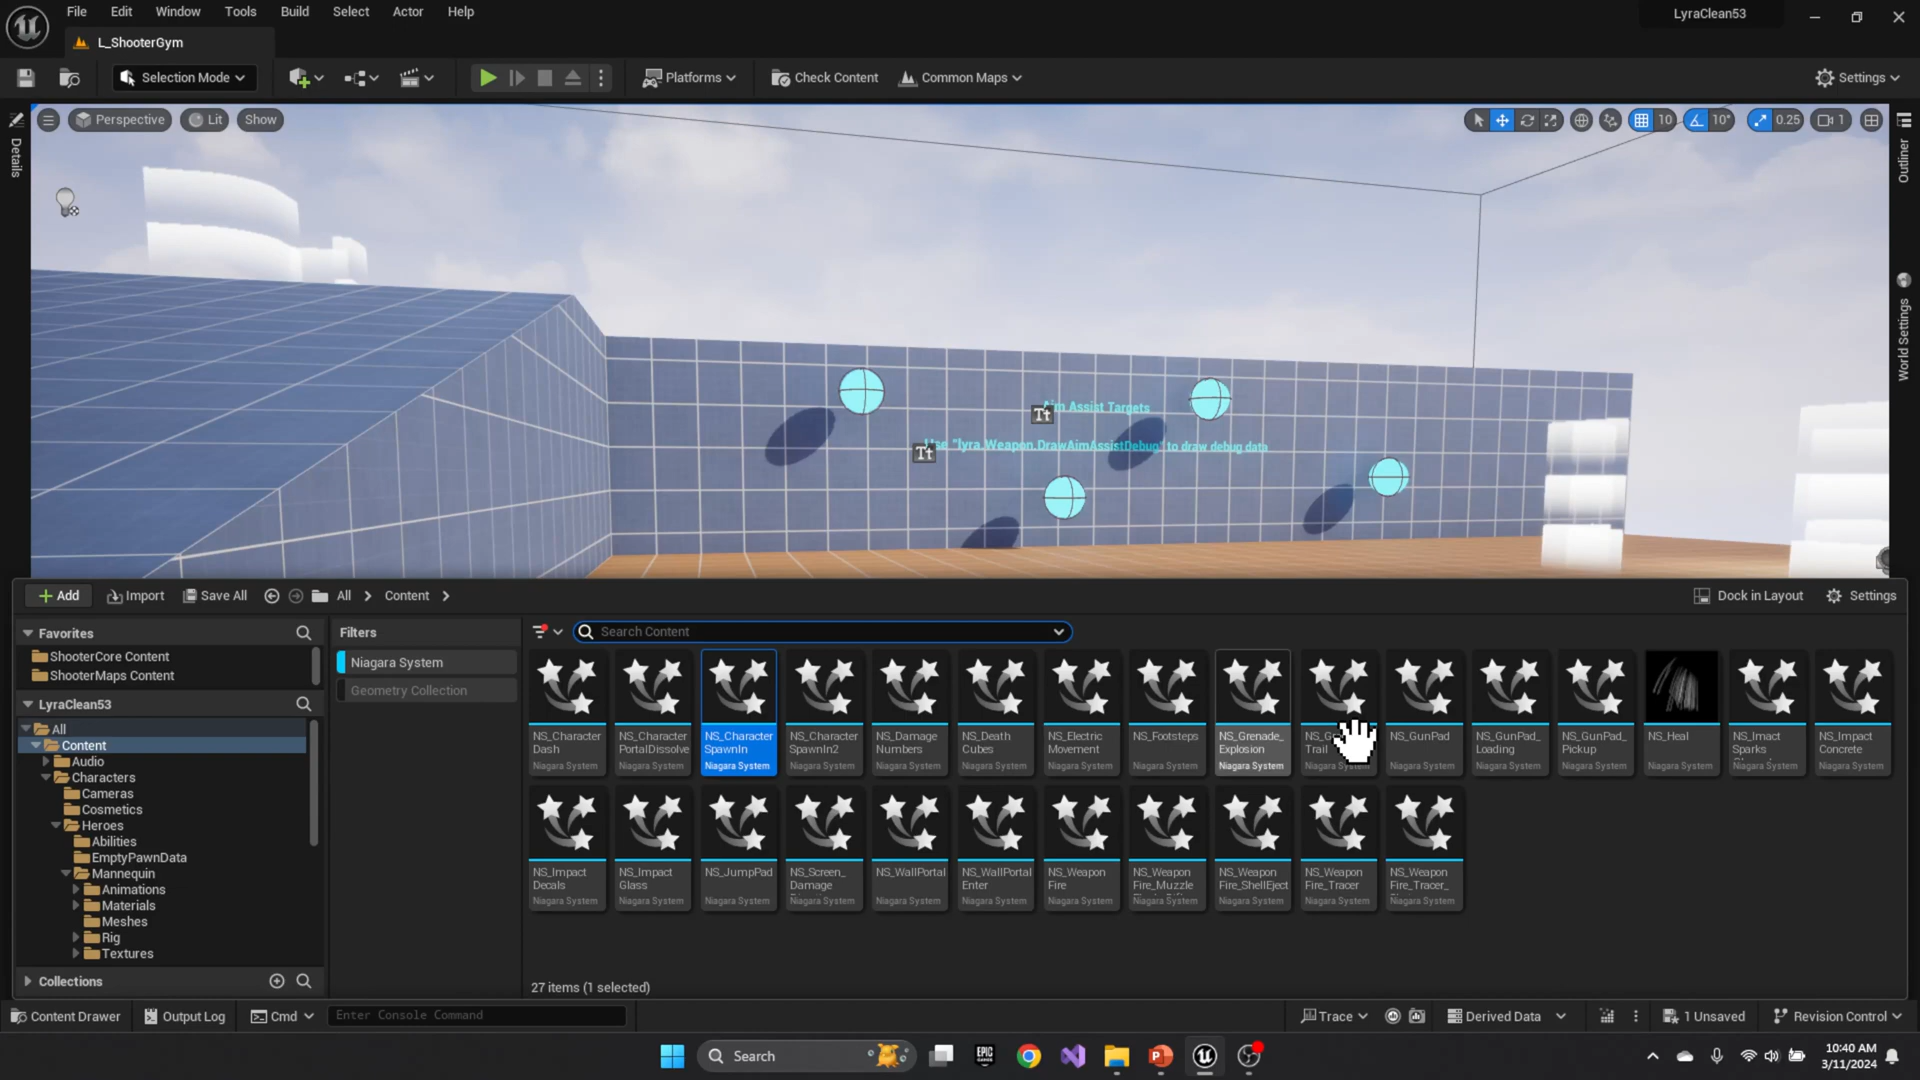 File Edit Window Tools Build Select Actor Help
LyraClean53
L_ShooterGym
Selection Mode
Platforms
Check Content
Common Maps
Settings
Perspective
Lit
Show
10
10°
0.25
1
Details
Outliner
World Settings
Aim Assist Targets
Tt
Use "lyra.Weapon.DrawAimAssistDebug" to draw debug data
Tt
Add
Import
Save All
All
Content
Dock in Layout
Settings
Favorites
ShooterCore Content
ShooterMaps Content
LyraClean53
All
Content
Audio
Characters
Cameras
Cosmetics
Heroes
Abilities
EmptyPawnData
Mannequin
Animations
Materials
Meshes
Rig
Textures
Collections
Filters
Niagara System
Geometry Collection
Search Content
NS_Character
Dash
Niagara System
NS_Character
PortalDissolve
Niagara System
NS_Character
SpawnIn
Niagara System
NS_Character
SpawnIn2
Niagara System
NS_Damage
Numbers
Niagara System
NS_Death
Cubes
Niagara System
NS_Electric
Movement
Niagara System
NS_Footsteps
Niagara System
NS_Grenade_
Explosion
Niagara System
Trail
Niagara System
NS_GunPad
Niagara System
NS_GunPad_
Loading
Niagara System
NS_GunPad_
Pickup
Niagara System
NS_Heal
Niagara System
NS_Imact
Sparks
Niagara System
NS_Impact
Concrete
Niagara System
NS_Impact
Decals
Niagara System
NS_Impact
Glass
Niagara System
NS_JumpPad
Niagara System
NS_Screen_
Damage
Niagara System
NS_WallPortal
Niagara System
NS_WallPortal
Enter
Niagara System
NS_Weapon
Fire
Niagara System
NS_Weapon
Fire_Muzzle
Niagara System
NS_Weapon
Fire_ShellEject
Niagara System
NS_Weapon
Fire_Tracer
Niagara System
NS_Weapon
Fire_Tracer_
Niagara System
27 items (1 selected)
Content Drawer
Output Log
Cmd
Enter Console Command
Trace
Derived Data
1 Unsaved
Revision Control
Search
EPIC
GAMES
10:40 AM
3/11/2024